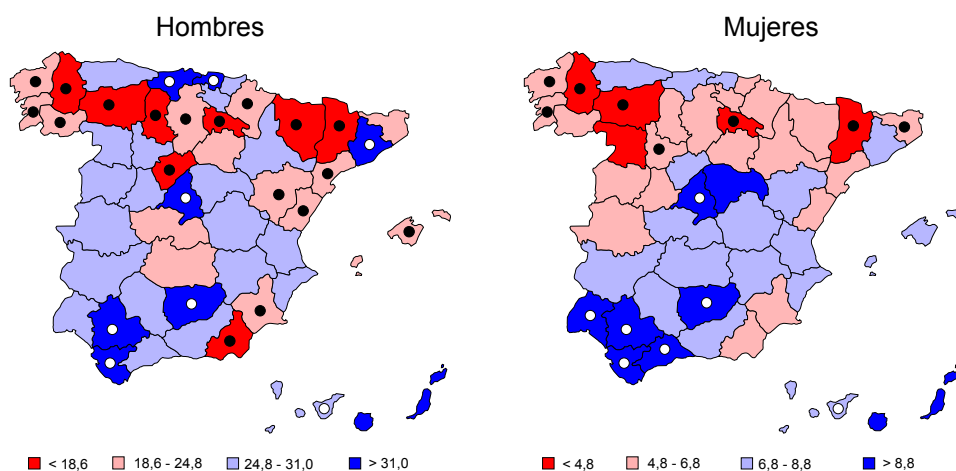 Hombres
Mujeres
< 18,6
18,6 - 24,8
24,8 - 31,0
> 31,0
< 4,8
4,8 - 6,8
6,8 - 8,8
> 8,8